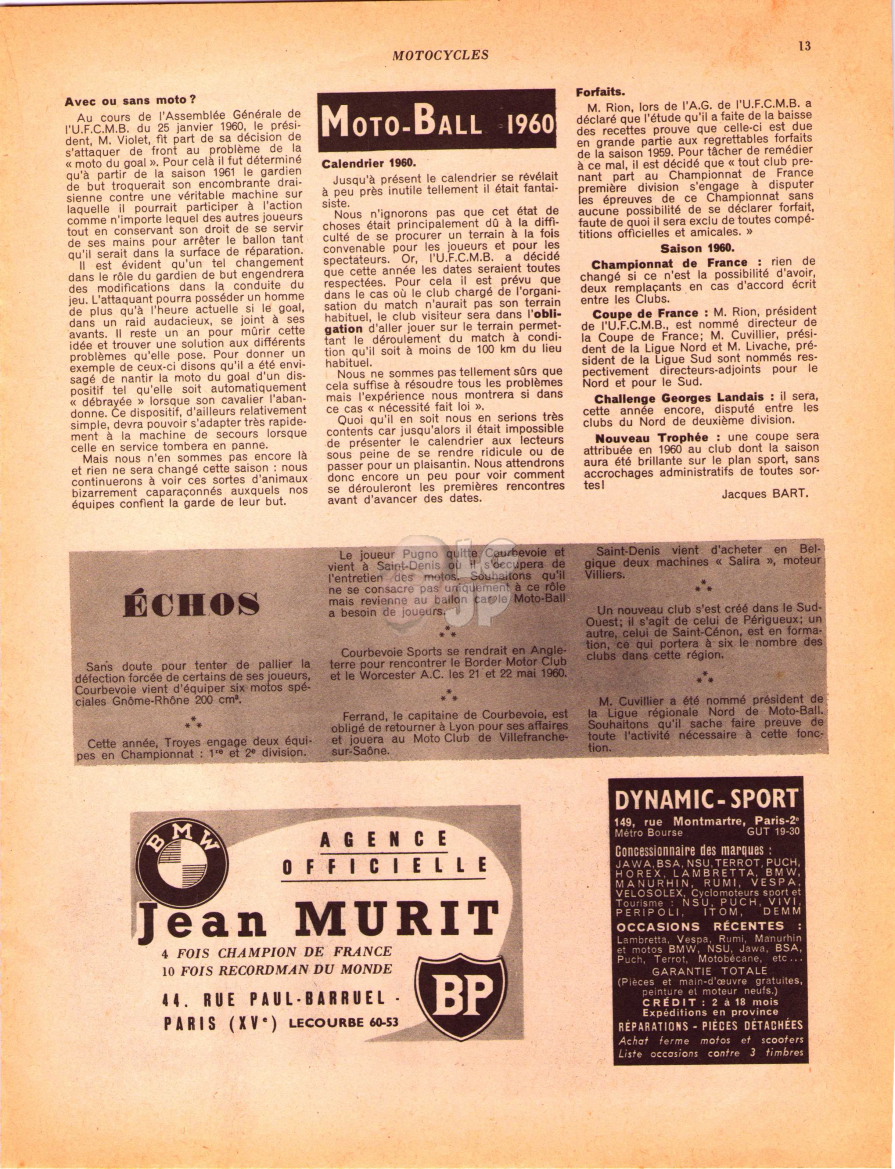 MOTOCYCLES
13
Avec ou sans moto ?
Au cours de l'Assemblée Générale de
l'U.F.C.M.B. du 25 janvier 1960, le prési-
dent, M. Violet, fit part de sa décision de
s'attaquer de front au problème de la
« moto du goal ». Pour celà il fut déterminé
qu'à partir de la saison 1961 le gardien
de but troquerait son encombrante drai-
sienne contre une véritable machine sur
laquelle il pourrait participer à l'action
comme n'importe lequel des autres joueurs
tout en conservant son droit de se servir
de ses mains pour arrêter le ballon tant
qu'il serait dans la surface de réparation.
Il est évident qu'un tel changement
dans le rôle du gardien de but engendrera
des modifications dans la conduite du
jeu. L'attaquant pourra posséder un homme
de plus qu'à l'heure actuelle si le goal,
dans un raid audacieux, se joint à ses
avants. Il reste un an pour mûrir cette
idée et trouver une solution aux différents
problèmes qu'elle pose. Pour donner un
exemple de ceux-ci disons qu'il a été envi-
sagé de nantir la moto du goal d'un dis-
positif tel qu'elle soit automatiquement
« débrayée » lorsque son cavalier l'aban-
donne. Ce dispositif, d'ailleurs relativement
simple, devra pouvoir s'adapter très rapide-
ment à la machine de secours lorsque
celle en service tombera en panne.
Mais nous n'en sommes pas encore là
et rien ne sera changé cette saison : nous
continuerons à voir ces sortes d'animaux
bizarrement caparaçonnés auxquels nos
équipes confient la garde de leur but.
MOTO-BALL 1960
Calendrier 1960.
Jusqu'à présent le calendrier se révélait
à peu près inutile tellement il était fantai-
siste.
Nous n'ignorons pas que cet état de
choses était principalement dû à la diffi-
culté de se procurer un terrain à la fois
convenable pour les joueurs et pour les
spectateurs. Or, l'U.F.C.M.B. a décidé
que cette année les dates seraient toutes
respectées. Pour cela il est prévu que
dans le cas où le club chargé de l'organi-
sation du match n'aurait pas son terrain
habituel, le club visiteur sera dans l'obli-
gation d'aller jouer sur le terrain permet-
tant le déroulement du match à condi-
tion qu'il soit à moins de 100 km du lieu
habituel.
Nous ne sommes pas tellement sûrs que
cela suffise à résoudre tous les problèmes
mais l'expérience nous montrera si dans
ce cas « nécessité fait loi ».
Quoi qu'il en soit nous en serions très
contents car jusqu'alors il était impossible
de présenter le calendrier aux lecteurs
sous peine de se rendre ridicule ou de
passer pour un plaisantin. Nous attendrons
donc encore un peu pour voir comment
se dérouleront les premières rencontres
avant d'avancer des dates.
Forfaits.
M. Rion, lors de l'A.G. de l'U.F.C.M.B. a
déclaré que l'étude qu'il a faite de la baisse
des recettes prouve que celle-ci est due
en grande partie aux regrettables forfaits
de la saison 1959. Pour tâcher de remédier
à ce mal, il est décidé que « tout club pre-
nant part au Championnat de France
première division s'engage à disputer
les épreuves de ce Championnat sans
aucune possibilité de se déclarer forfait,
faute de quoi il sera exclu de toutes compé-
titions officielles et amicales. »
Saison 1960.
Championnat de France : rien de
changé si ce n'est la possibilité d'avoir,
deux remplaçants en cas d'accord écrit
entre les Clubs.
Coupe de France : M. Rion, président
de l'U.F.C.M.B., est nommé directeur de
la Coupe de France; M. Cuvillier, prési-
dent de la Ligue Nord et M. Livache, pré-
sident de la Ligue Sud sont nommés res-
pectivement directeurs-adjoints pour le
Nord et pour le Sud.
Challenge Georges Landais : il sera,
cette année encore, disputé entre les
clubs du Nord de deuxième division.
Nouveau Trophée : une coupe sera
attribuée en 1960 au club dont la saison
aura été brillante sur le plan sport, sans
accrochages administratifs de toutes sor-
tes!
Jacques BART.
ÉCHOS
Sans doute pour tenter de pallier la
défection forcée de certains de ses joueurs,
Courbevoie vient d'équiper six motos spé-
ciales Gnôme-Rhône 200 cm³.
Cette année, Troyes engage deux équi-
pes en Championnat : 1re et 2e division.
Le joueur Pugno quitte Courbevoie et
vient à Saint-Denis où il s'occupera de
l'entretien des motos. Souhaitons qu'il
ne se consacre pas uniquement à ce rôle
mais revienne au ballon car le Moto-Ball
a besoin de joueurs.
Courbevoie Sports se rendrait en Angle-
terre pour rencontrer le Border Motor Club
et le Worcester A.C. les 21 et 22 mai 1960.
Ferrand, le capitaine de Courbevoie, est
obligé de retourner à Lyon pour ses affaires
et jouera au Moto Club de Villefranche-
sur-Saône.
Saint-Denis vient d'acheter en Bel-
gique deux machines « Salira », moteur
Villiers.
Un nouveau club s'est créé dans le Sud-
Ouest; il s'agit de celui de Périgueux; un
autre, celui de Saint-Cénon, est en forma-
tion, ce qui portera à six le nombre des
clubs dans cette région.
M. Cuvillier a été nommé président de
la Ligue régionale Nord de Moto-Ball.
Souhaitons qu'il sache faire preuve de
toute l'activité nécessaire à cette fonc-
tion.
BMW
AGENCE
OFFICIELLE
Jean MURIT
4 FOIS CHAMPION DE FRANCE
10 FOIS RECORDMAN DU MONDE
44. RUE PAUL-BARRUEL -
PARIS (XVe) LECOURBE 60-53
BP
DYNAMIC-SPORT
149, rue Montmartre, Paris-2e
Métro Bourse GUT 19-30
Concessionnaire des marques :
JAWA, BSA, NSU, TERROT, PUCH,
HOREX, LAMBRETTA, BMW,
MANURHIN, RUMI, VESPA,
VELOSOLEX, Cyclomoteurs sport et
Tourisme : NSU, PUCH, VIVI,
PERIPOLI, ITOM, DEMM
OCCASIONS RÉCENTES :
Lambretta, Vespa, Rumi, Manurhin
et motos BMW, NSU, Jawa, BSA,
Puch, Terrot, Motobécane, etc...
GARANTIE TOTALE
(Pièces et main-d'œuvre gratuites,
peinture et moteur neufs.)
CRÉDIT : 2 à 18 mois
Expéditions en province
RÉPARATIONS - PIÈCES DÉTACHÉES
Achat ferme motos et scooters
Liste occasions contre 3 timbres